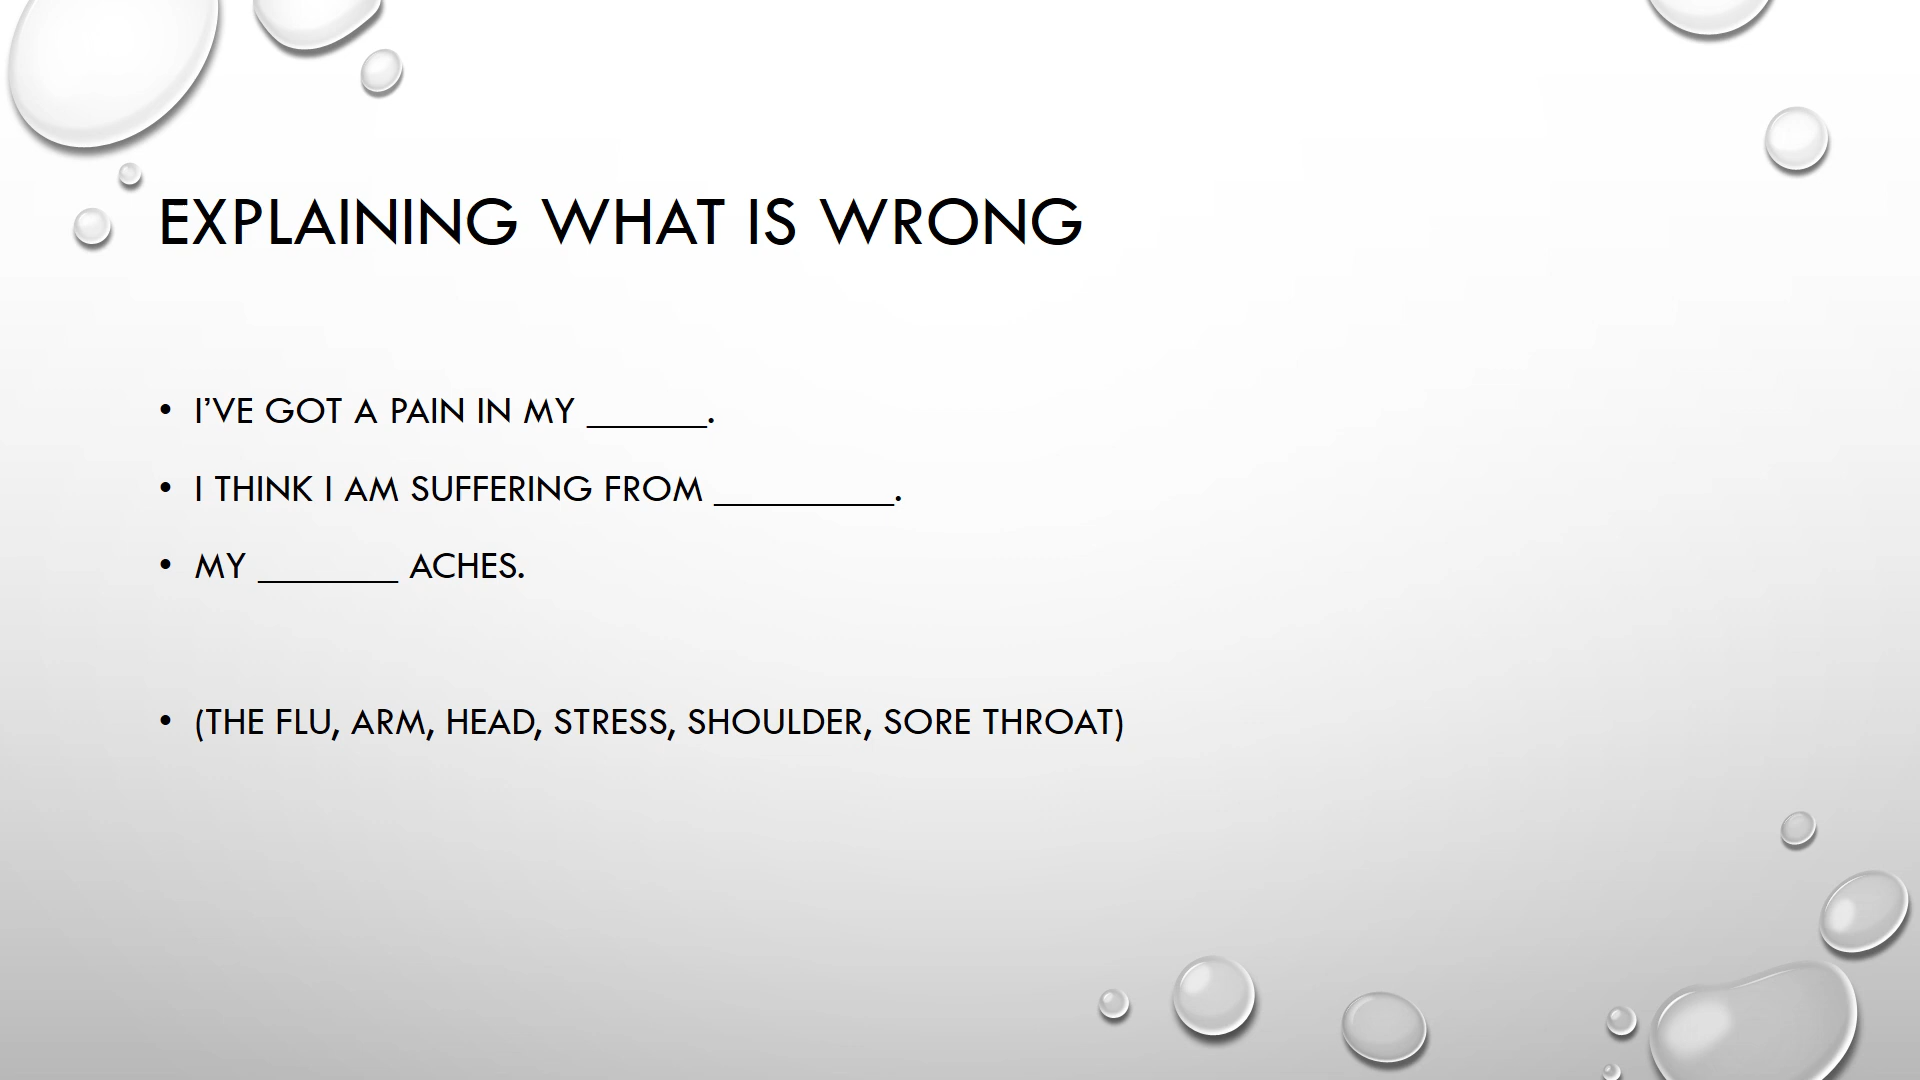 EXPLAINING WHAT IS WRONG
• I’VE GOT A PAIN IN MY ______.
• I THINK I AM SUFFERING FROM _________.
• MY _______ ACHES.
• (THE FLU, ARM, HEAD, STRESS, SHOULDER, SORE THROAT)